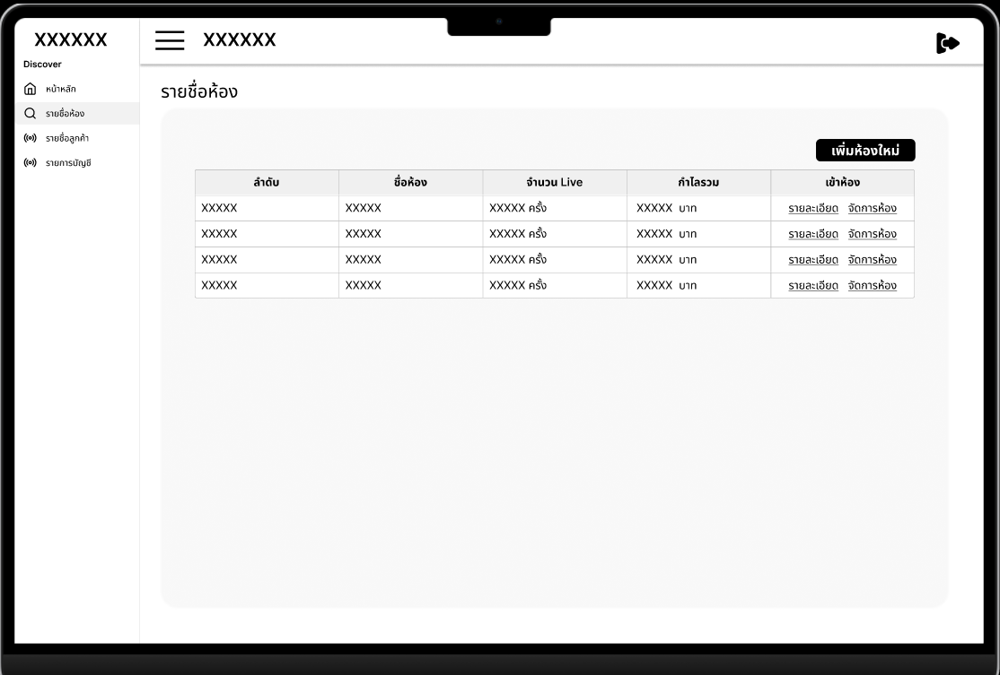 XXXXXX
Discover
หน้าหลัก
รายชื่อห้อง
รายชื่อลูกค้า
รายการบัญชี
XXXXXX
รายชื่อห้อง
เพิ่มห้องใหม่
ลำดับ ชื่อห้อง จำนวน Live กำไลรวม เข้าห้อง
XXXXX XXXXX XXXXX ครั้ง XXXXX บาท รายละเอียด จัดการห้อง
XXXXX XXXXX XXXXX ครั้ง XXXXX บาท รายละเอียด จัดการห้อง
XXXXX XXXXX XXXXX ครั้ง XXXXX บาท รายละเอียด จัดการห้อง
XXXXX XXXXX XXXXX ครั้ง XXXXX บาท รายละเอียด จัดการห้อง